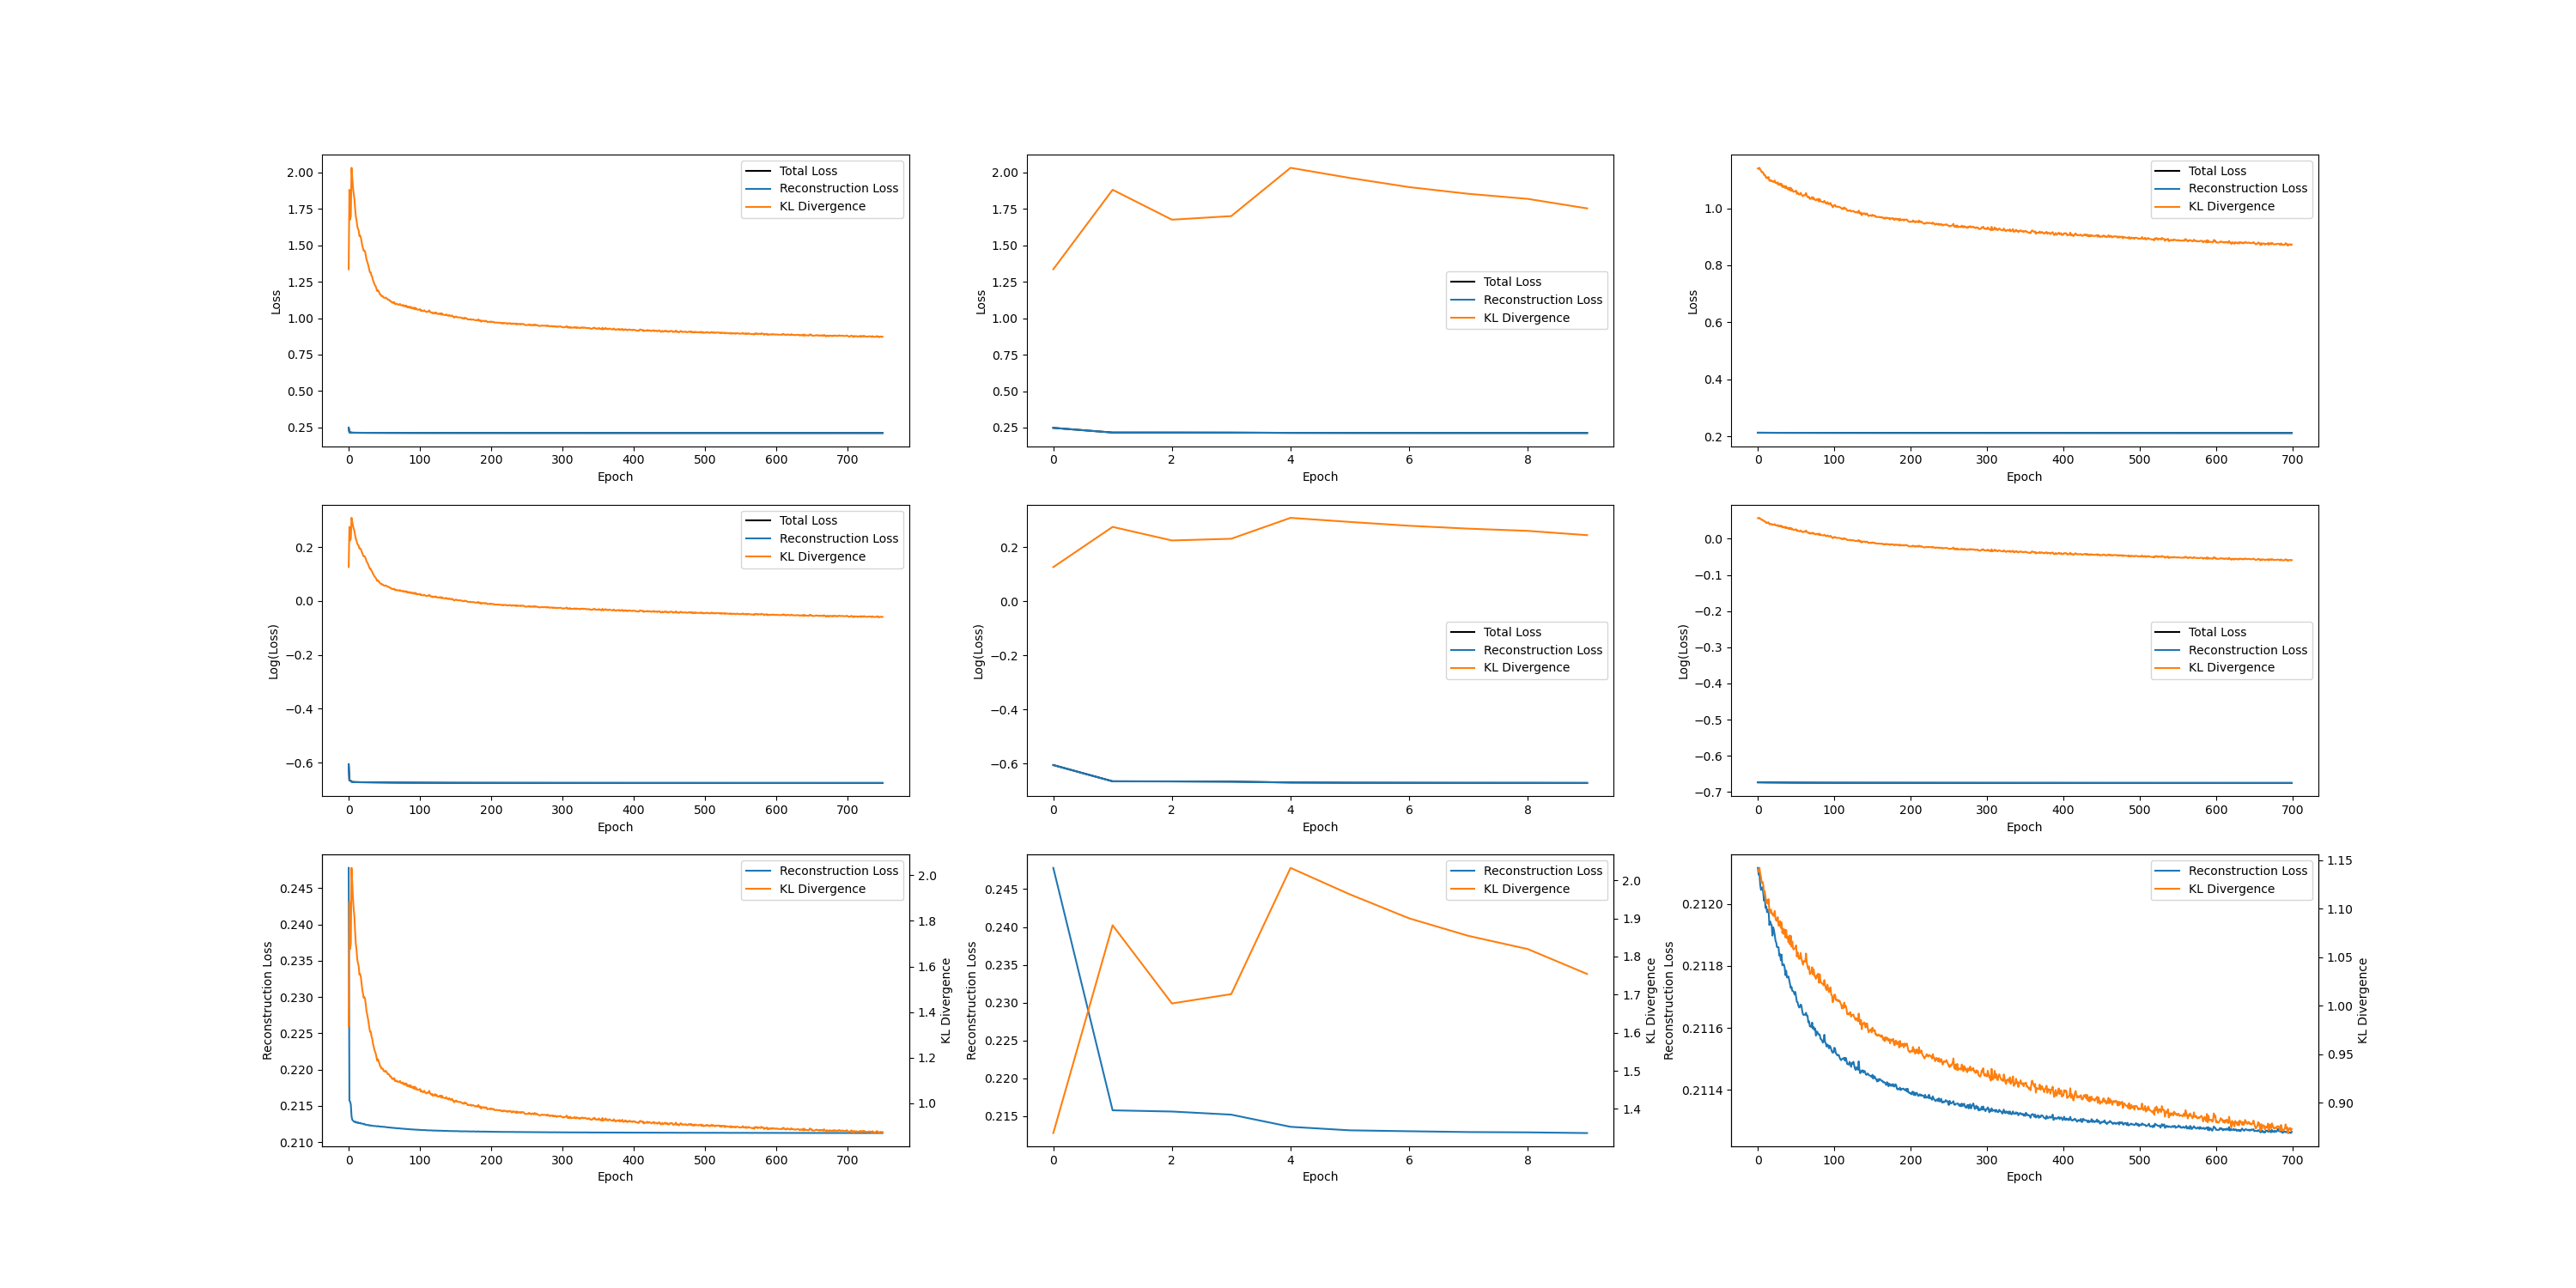 Loss
2.00
1.75
1.50
1.25
1.00
0.75
0.50
0.25
Total Loss
Reconstruction Loss
KL Divergence
0 100 200 300 400 500 600 700
Epoch
Loss
2.00
1.75
1.50
1.25
1.00
0.75
0.50
0.25
Total Loss
Reconstruction Loss
KL Divergence
0 2 4 6 8
Epoch
Loss
1.0
0.8
0.6
0.4
0.2
Total Loss
Reconstruction Loss
KL Divergence
0 100 200 300 400 500 600 700
Epoch
Log(Loss)
0.2
0.0
−0.2
−0.4
−0.6
Total Loss
Reconstruction Loss
KL Divergence
0 100 200 300 400 500 600 700
Epoch
Log(Loss)
0.2
0.0
−0.2
−0.4
−0.6
Total Loss
Reconstruction Loss
KL Divergence
0 2 4 6 8
Epoch
Log(Loss)
0.0
−0.1
−0.2
−0.3
−0.4
−0.5
−0.6
−0.7
Total Loss
Reconstruction Loss
KL Divergence
0 100 200 300 400 500 600 700
Epoch
Reconstruction Loss
0.245
0.240
0.235
0.230
0.225
0.220
0.215
0.210
Reconstruction Loss
KL Divergence
2.0
1.8
1.6
1.4
1.2
1.0
KL Divergence
0 100 200 300 400 500 600 700
Epoch
Reconstruction Loss
0.245
0.240
0.235
0.230
0.225
0.220
0.215
Reconstruction Loss
KL Divergence
2.0
1.9
1.8
1.7
1.6
1.5
1.4
KL Divergence
0 2 4 6 8
Epoch
Reconstruction Loss
0.2120
0.2118
0.2116
0.2114
Reconstruction Loss
KL Divergence
1.15
1.10
1.05
1.00
0.95
0.90
KL Divergence
0 100 200 300 400 500 600 700
Epoch